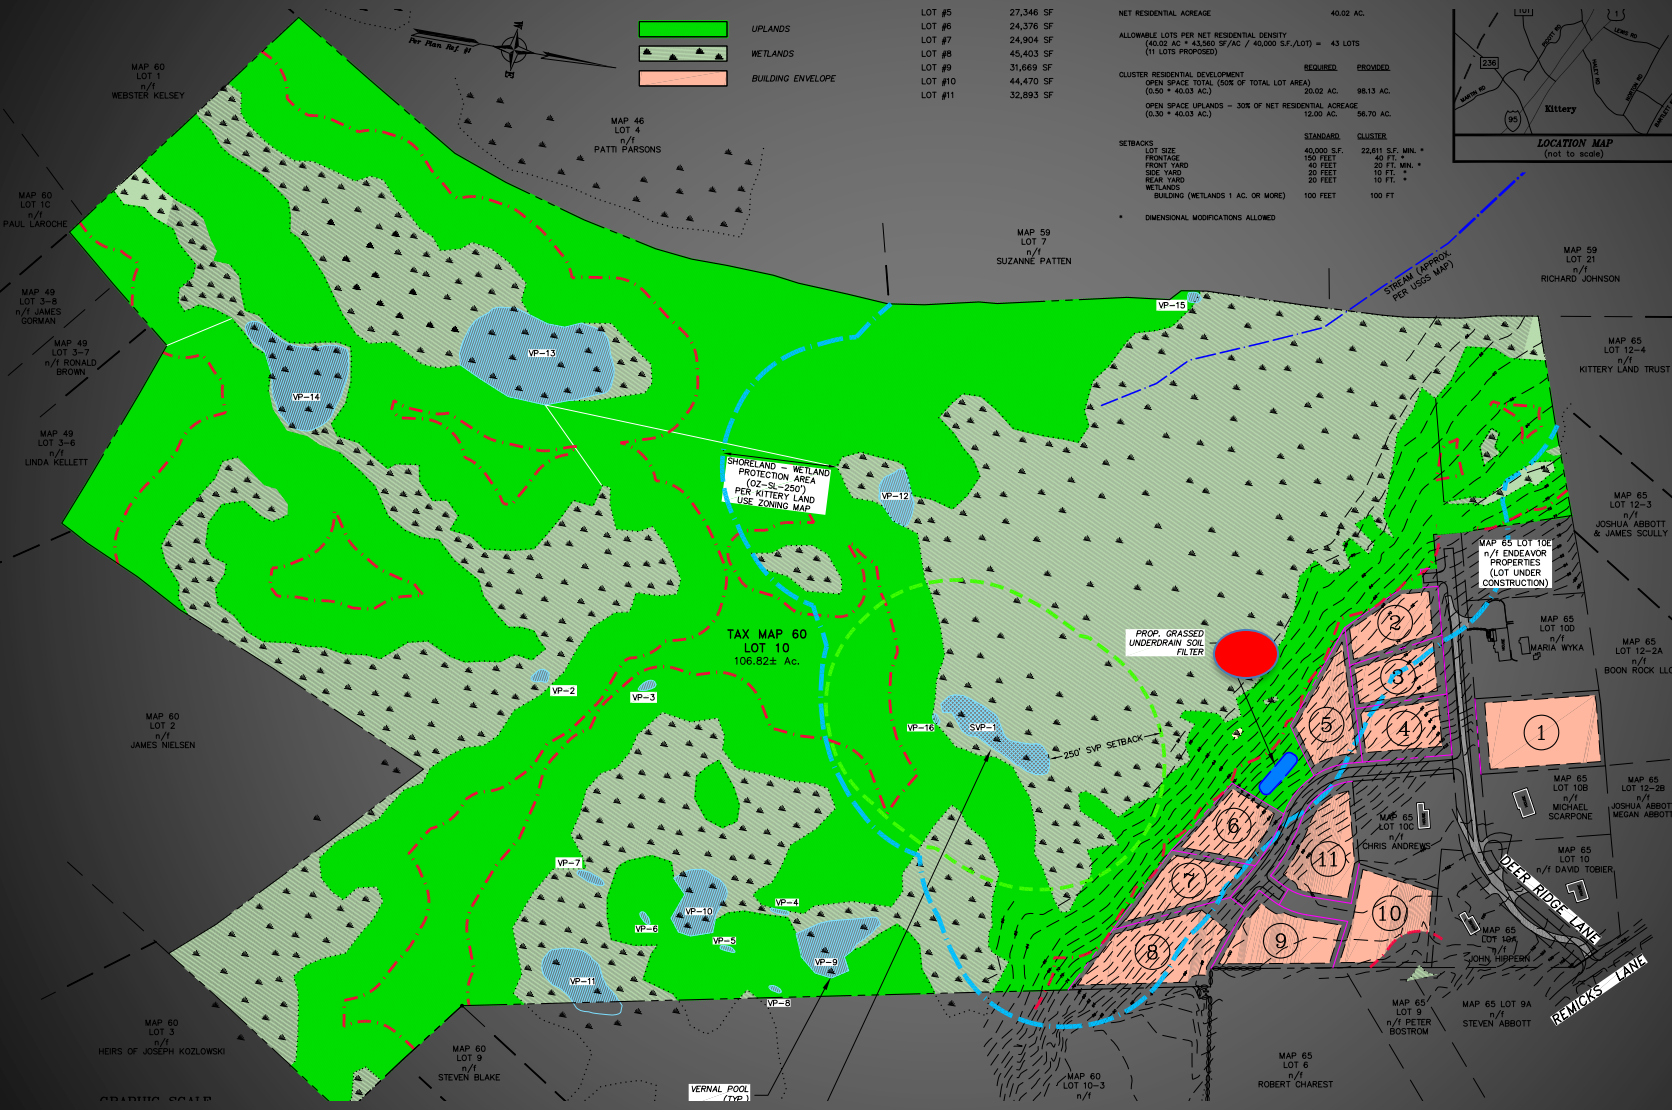 LOT #5 27,346 SF
LOT #6 24,376 SF
LOT #7 24,904 SF
LOT #8 45,403 SF
LOT #9 31,669 SF
LOT #10 44,470 SF
LOT #11 32,893 SF
NET RESIDENTIAL ACREAGE 40.02 AC.
ALLOWABLE LOTS PER NET RESIDENTIAL DENSITY
(40.02 AC * 43,560 SF/AC / 40,000 S.F./LOT) = 43 LOTS
(11 LOTS PROPOSED)
REQUIRED PROVIDED
CLUSTER RESIDENTIAL DEVELOPMENT
OPEN SPACE TOTAL (50% OF TOTAL LOT AREA)
(0.50 * 40.03 AC.) 20.02 AC. 98.13 AC.
OPEN SPACE UPLANDS - 30% OF NET RESIDENTIAL ACREAGE
(0.30 * 40.03 AC.) 12.00 AC. 56.70 AC.
STANDARD CLUSTER
SETBACKS
LOT SIZE 40,000 S.F. 22,611 S.F. MIN. *
FRONTAGE 150 FEET 40 FT. *
FRONT YARD 40 FEET 20 FT. MIN. *
SIDE YARD 20 FEET 10 FT. *
REAR YARD 20 FEET 10 FT. *
WETLANDS
BUILDING (WETLANDS 1 AC. OR MORE) 100 FEET 100 FT
* DIMENSIONAL MODIFICATIONS ALLOWED
UPLANDS
WETLANDS
BUILDING ENVELOPE
Per Plan Ref. #1
101
1
236
95
MARTIN RD
LEWIS RD
Kittery
LOCATION MAP
(not to scale)
MAP 60
LOT 1
n/f
WEBSTER KELSEY
MAP 46
LOT 4
n/f
PATTI PARSONS
MAP 60
LOT 1C
n/f
PAUL LAROCHE
MAP 59
LOT 7
n/f
SUZANNE PATTEN
MAP 59
LOT 21
n/f
RICHARD JOHNSON
STREAM (APPROX.
PER USGS MAP)
MAP 49
LOT 3-8
n/f JAMES
GORMAN
MAP 49
LOT 3-7
n/f RONALD
BROWN
MAP 49
LOT 3-6
n/f
LINDA KELLETT
MAP 65
LOT 12-4
n/f
KITTERY LAND TRUST
VP-15
VP-13
VP-14
SHORELAND - WETLAND
PROTECTION AREA
(OZ-SL-250')
PER KITTERY LAND
USE ZONING MAP
VP-12
MAP 65
LOT 12-3
n/f
JOSHUA ABBOTT
& JAMES SCULLY
MAP 65 LOT 10E
n/f ENDEAVOR
PROPERTIES
(LOT UNDER
CONSTRUCTION)
MAP 65
LOT 10D
n/f
MARIA WYKA
MAP 65
LOT 12-2A
n/f
BOON ROCK LLC
TAX MAP 60
LOT 10
106.82± Ac.
PROP. GRASSED
UNDERDRAIN SOIL
FILTER
VP-2
VP-3
VP-16
SVP-1
250' SVP SETBACK
MAP 60
LOT 2
n/f
JAMES NIELSEN
2
3
4
5
1
6
7
8
9
10
11
MAP 65
LOT 10B
n/f
MICHAEL
SCARPONE
MAP 65
LOT 12-2B
n/f
JOSHUA ABBOTT
MEGAN ABBOTT
MAP 65
LOT 10C
n/f
CHRIS ANDREWS
MAP 65
LOT 10
n/f DAVID TOBIER
DEER RIDGE LANE
MAP 65
LOT 10A
n/f
JOHN HIPPERN
REMICKS LANE
VP-7
VP-10
VP-4
VP-6
VP-5
VP-9
VP-11
VP-8
MAP 65
LOT 9
n/f PETER
BOSTROM
MAP 65 LOT 9A
n/f
STEVEN ABBOTT
MAP 60
LOT 3
n/f
HEIRS OF JOSEPH KOZLOWSKI
MAP 60
LOT 9
n/f
STEVEN BLAKE
MAP 65
LOT 6
n/f
ROBERT CHAREST
MAP 60
LOT 10-3
n/f
VERNAL POOL
(TYP.)
GRAPHIC SCALE